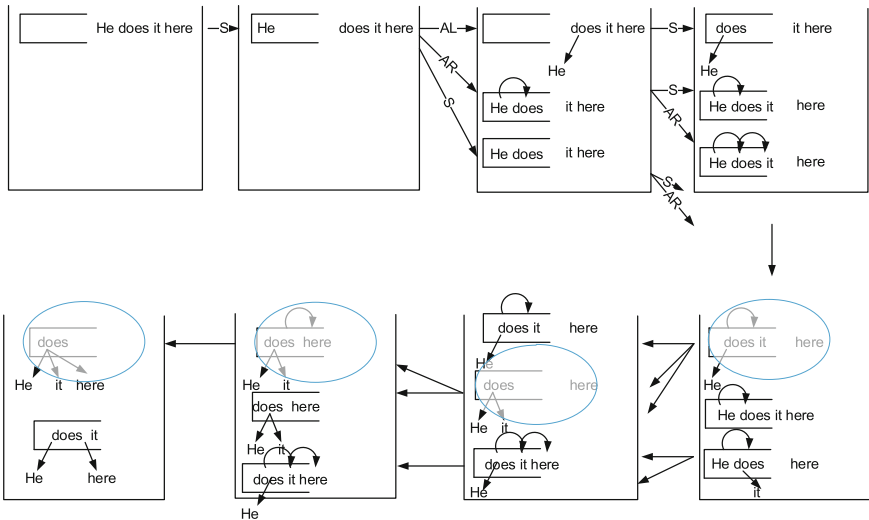 He does it here
S
He does it here
AL
AR
S
does it here
He
He does it here
He does it here
S
S
AR
S
AR
does it here
He
He does it here
He does it here
does
He it here
does it
He here
does here
He it
does here
He it
does it here
He
does it here
He
does here
He it
does it here
He
does it here
He
He does it here
He does here
it